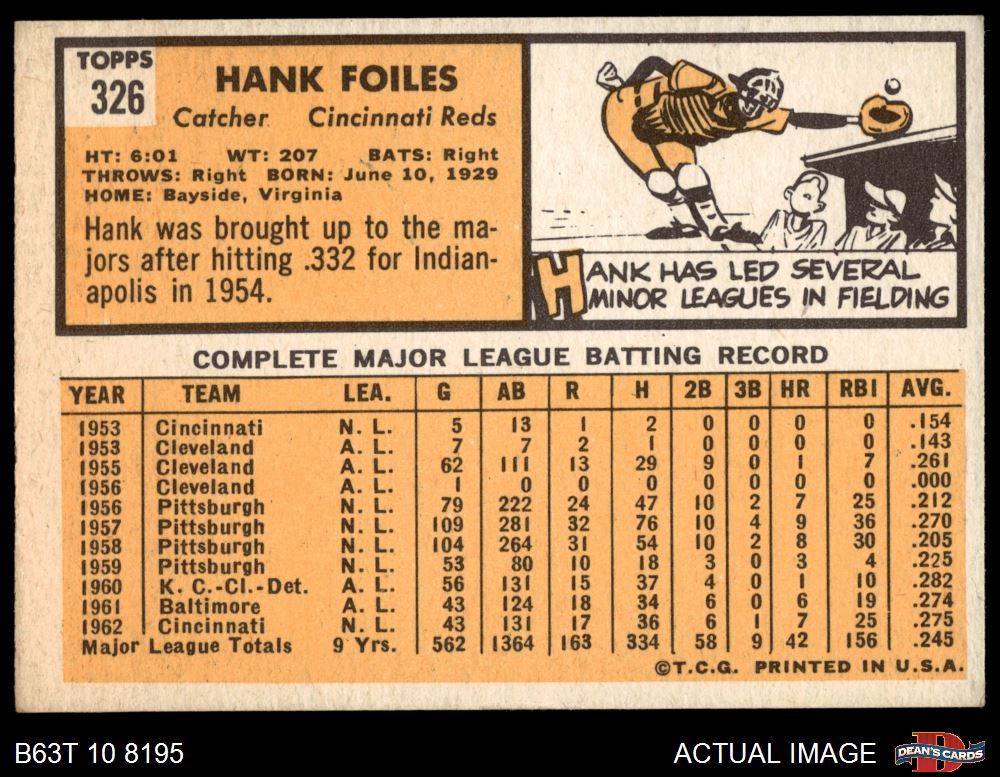 TOPPS
326
HANK FOILES
Catcher Cincinnati Reds
HT: 6:01 WT: 207 BATS: Right
THROWS: Right BORN: June 10, 1929
HOME: Bayside, Virginia
Hank was brought up to the ma-
jors after hitting .332 for Indian-
apolis in 1954.
HANK HAS LED SEVERAL
MINOR LEAGUES IN FIELDING
COMPLETE MAJOR LEAGUE BATTING RECORD
YEAR TEAM LEA. G AB R H 2B 3B HR RBI AVG.
1953 Cincinnati N. L. 5 13 1 2 0 0 0 0 .154
1953 Cleveland A. L. 7 7 2 1 0 0 0 0 .143
1955 Cleveland A. L. 62 111 13 29 9 0 1 7 .261
1956 Cleveland A. L. 1 0 0 0 0 0 0 0 .000
1956 Pittsburgh N. L. 79 222 24 47 10 2 7 25 .212
1957 Pittsburgh N. L. 109 281 32 76 10 4 9 36 .270
1958 Pittsburgh N. L. 104 264 31 54 10 2 8 30 .205
1959 Pittsburgh N. L. 53 80 10 18 3 0 3 4 .225
1960 K. C.-Cl.-Det. A. L. 56 131 15 37 4 0 1 10 .282
1961 Baltimore A. L. 43 124 18 34 6 0 6 19 .274
1962 Cincinnati N. L. 43 131 17 36 6 1 7 25 .275
Major League Totals 9 Yrs. 562 1364 163 334 58 9 42 156 .245
©T.C.G. PRINTED IN U.S.A.
B63T 10 8195 ACTUAL IMAGE DEAN'S CARDS